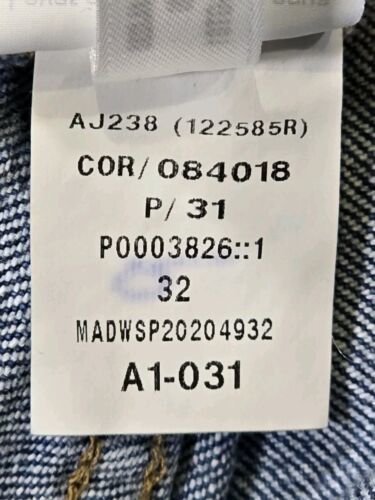 AJ238 (122585R)
COR/084018
P/31
P0003826::1
32
MADWSP20204932
A1-031